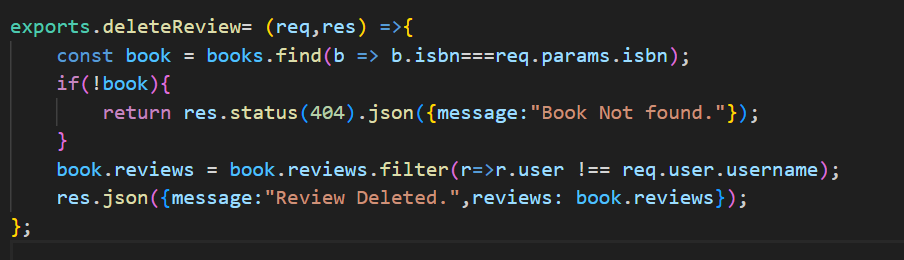 exports.deleteReview= (req,res) =>{
    const book = books.find(b => b.isbn===req.params.isbn);
    if(!book){
        return res.status(404).json({message:"Book Not found."});
    }
    book.reviews = book.reviews.filter(r=>r.user !== req.user.username);
    res.json({message:"Review Deleted.",reviews: book.reviews});
};